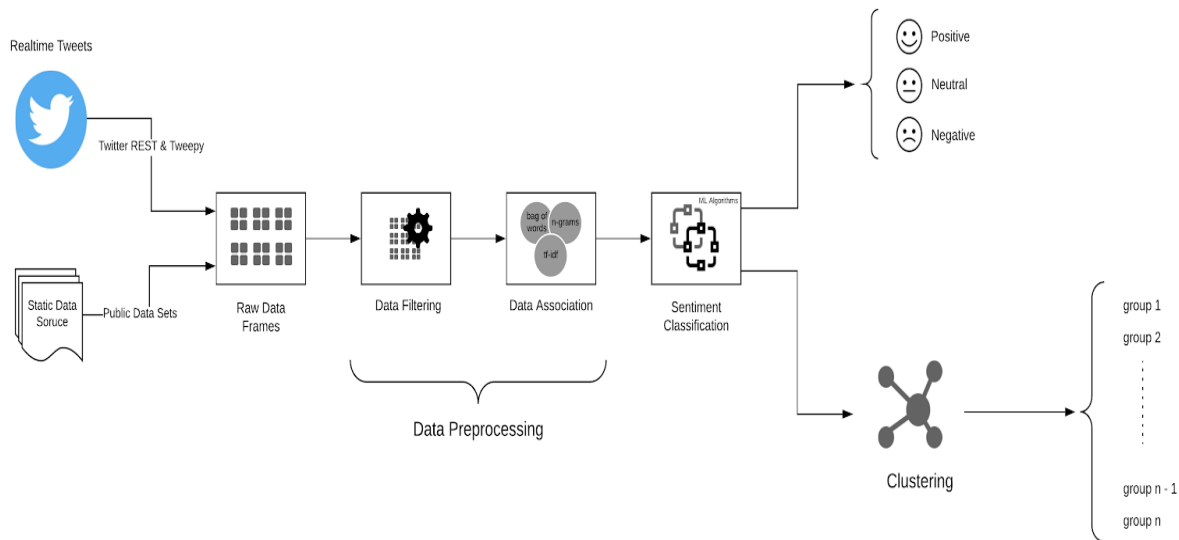 Realtime Tweets
Twitter REST & Tweepy
Static Data
Soruce
Public Data Sets
Raw Data
Frames
Data Filtering
bag of
words
n-grams
tf-idf
Data Association
Data Preprocessing
ML Algorithms
Sentiment
Classification
Positive
Neutral
Negative
Clustering
group 1
group 2
group n - 1
group n